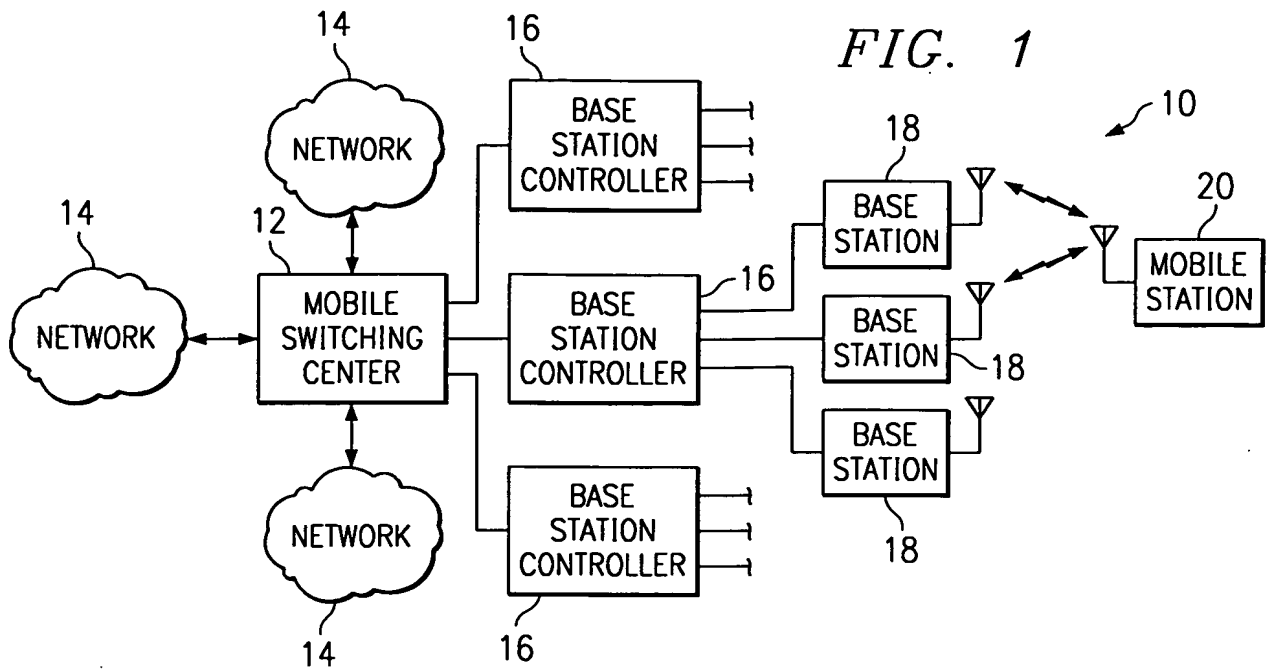 FIG. 1
14
16
10
NETWORK
BASE
STATION
CONTROLLER
18
BASE
STATION
20
MOBILE
STATION
14
12
NETWORK
MOBILE
SWITCHING
CENTER
16
BASE
STATION
CONTROLLER
BASE
STATION
18
BASE
STATION
18
NETWORK
14
BASE
STATION
CONTROLLER
16